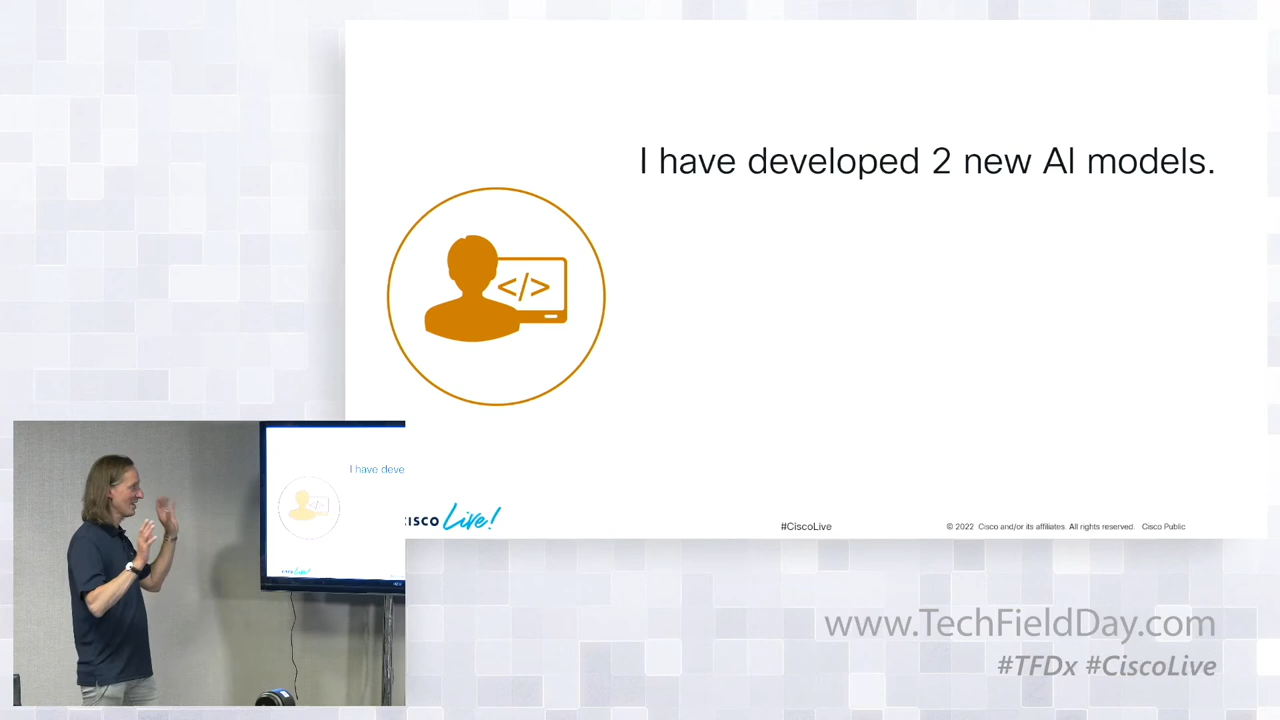 I have developed 2 new AI models.
</>
I have deve
CISCO Live!
#CiscoLive
© 2022 Cisco and/or its affiliates. All rights reserved. Cisco Public
www.TechFieldDay.com
#TFDx #CiscoLive